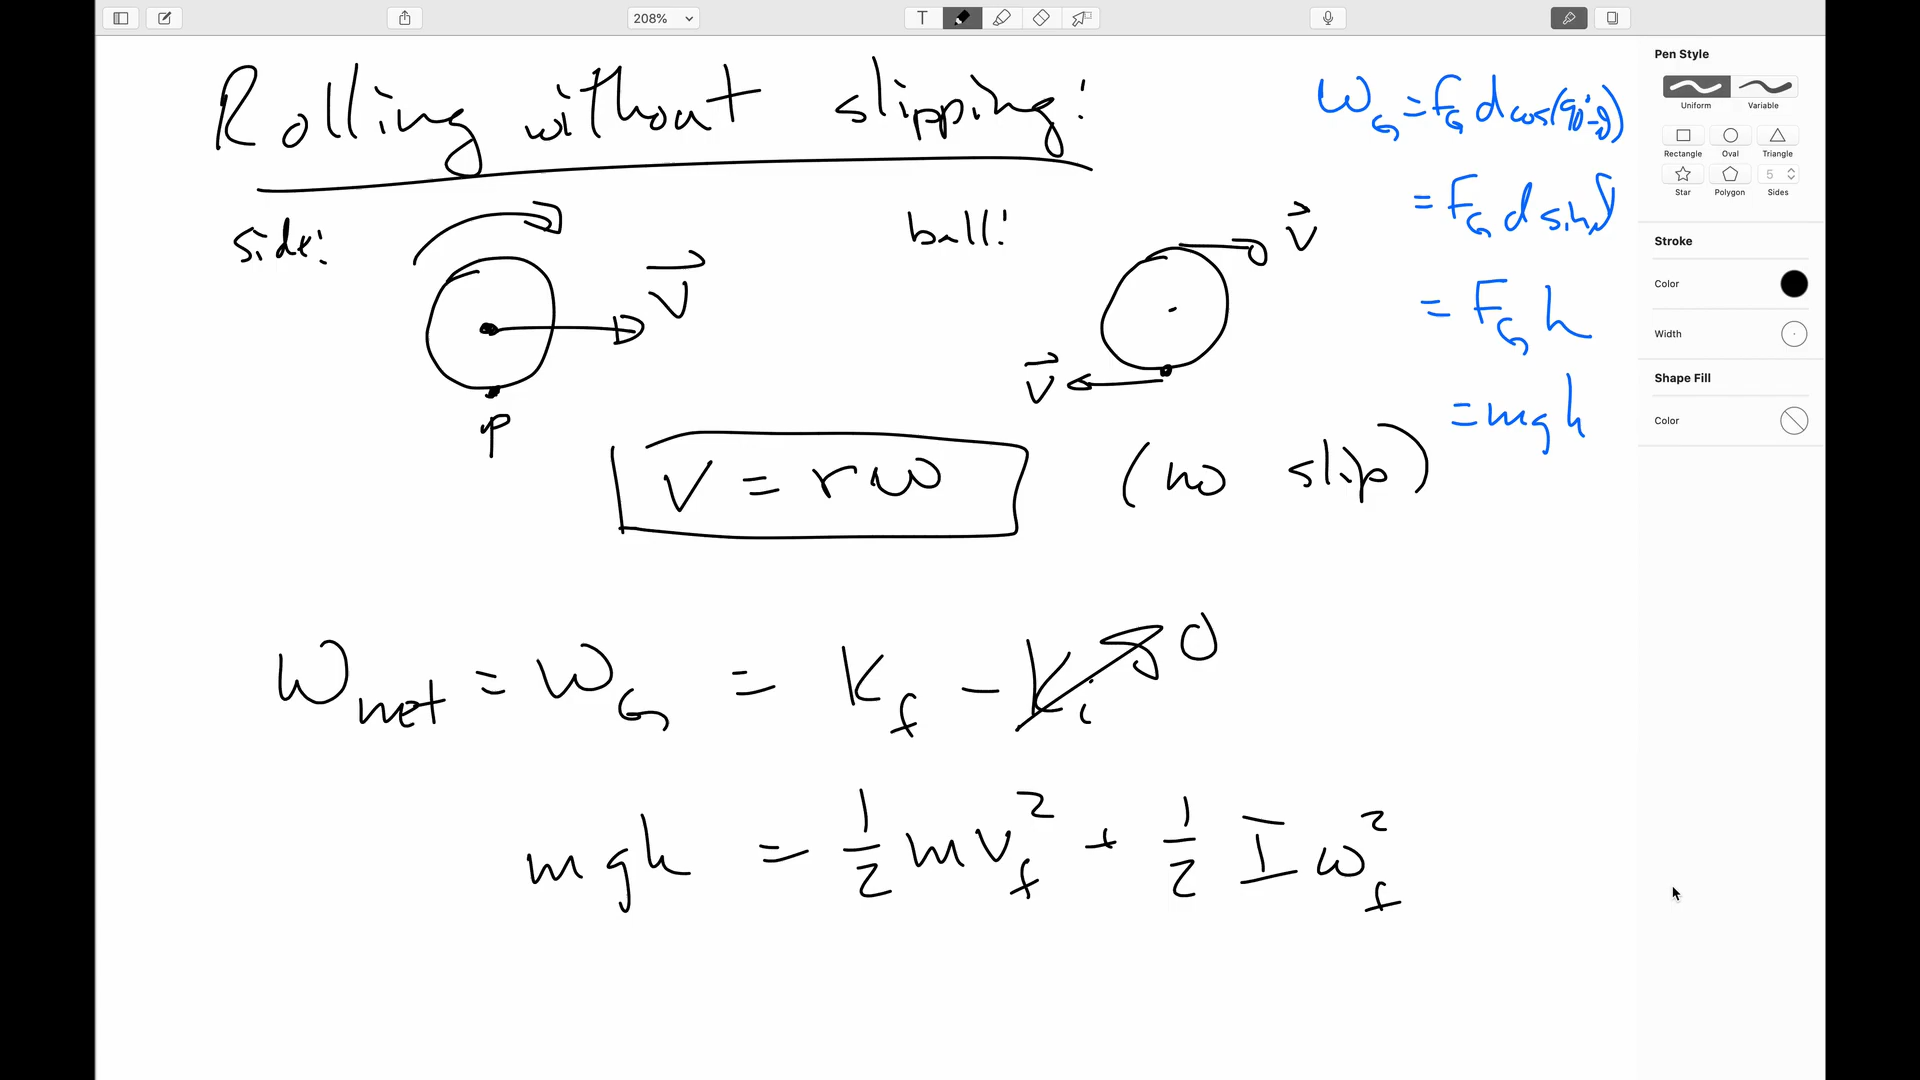 208%
T
Rolling without slipping:
side:
V
P
ball:
V
V
V = rω (no slip)
W_net = W_G = K_f − K_i 0
mgh = 1/2 m v_f^2 + 1/2 I ω_f^2
W_G = F_G d cos(90°-θ)
= F_G d sinθ
= F_G h
= mgh
Pen Style
Uniform Variable
Rectangle Oval Triangle
5
Star Polygon Sides
Stroke
Color
Width
Shape Fill
Color